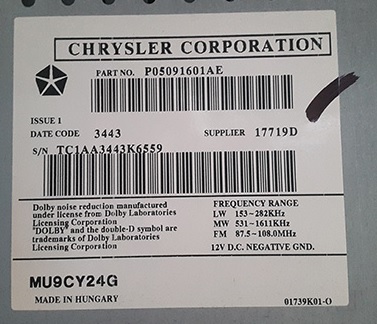 CHRYSLER CORPORATION
PART NO. P05091601AE
ISSUE 1
DATE CODE 3443 SUPPLIER 17719D
S/N TC1AA3443K6559
Dolby noise reduction manufactured
under license from Dolby Laboratories
Licensing Corporation
"DOLBY" and the double-D symbol are
trademarks of Dolby Laboratories
Licensing Corporation
FREQUENCY RANGE
LW 153~282KHz
MW 531~1611KHz
FM 87.5~108.0MHz
12V D.C. NEGATIVE GND.
MU9CY24G
MADE IN HUNGARY 01739K01-O